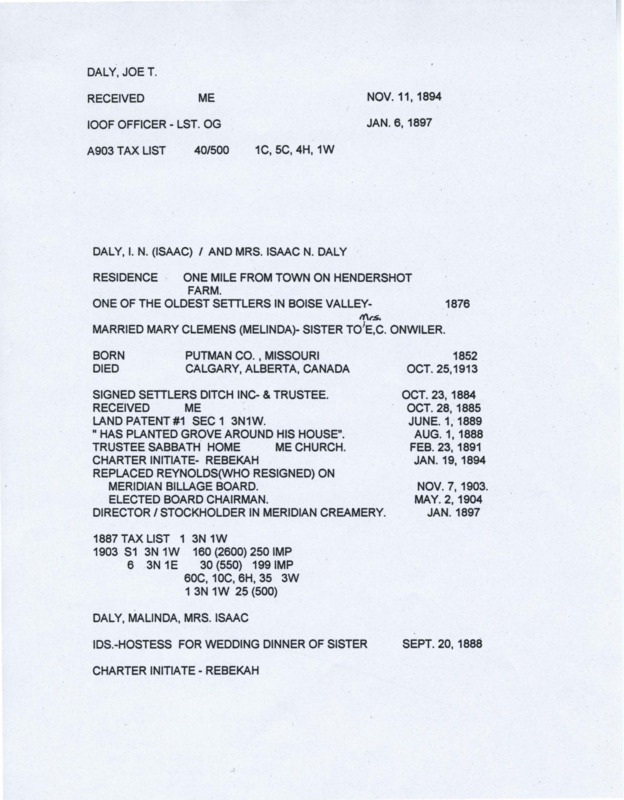 DALY, JOE T.
RECEIVED ME NOV. 11, 1894
IOOF OFFICER - LST. OG JAN. 6, 1897
A903 TAX LIST 40/500 1C, 5C, 4H, 1W
DALY, I. N. (ISAAC) / AND MRS. ISAAC N. DALY
RESIDENCE ONE MILE FROM TOWN ON HENDERSHOT
FARM.
ONE OF THE OLDEST SETTLERS IN BOISE VALLEY- 1876
Mrs.
MARRIED MARY CLEMENS (MELINDA)- SISTER TO E,C. ONWILER.
BORN PUTMAN CO. , MISSOURI 1852
DIED CALGARY, ALBERTA, CANADA OCT. 25,1913
SIGNED SETTLERS DITCH INC- & TRUSTEE. OCT. 23, 1884
RECEIVED ME OCT. 28, 1885
LAND PATENT #1 SEC 1 3N1W. JUNE. 1, 1889
" HAS PLANTED GROVE AROUND HIS HOUSE". AUG. 1, 1888
TRUSTEE SABBATH HOME ME CHURCH. FEB. 23, 1891
CHARTER INITIATE- REBEKAH JAN. 19, 1894
REPLACED REYNOLDS(WHO RESIGNED) ON
MERIDIAN BILLAGE BOARD. NOV. 7, 1903.
ELECTED BOARD CHAIRMAN. MAY. 2, 1904
DIRECTOR / STOCKHOLDER IN MERIDIAN CREAMERY. JAN. 1897
1887 TAX LIST 1 3N 1W
1903 S1 3N 1W 160 (2600) 250 IMP
6 3N 1E 30 (550) 199 IMP
60C, 10C, 6H, 35 3W
1 3N 1W 25 (500)
DALY, MALINDA, MRS. ISAAC
IDS.-HOSTESS FOR WEDDING DINNER OF SISTER SEPT. 20, 1888
CHARTER INITIATE - REBEKAH